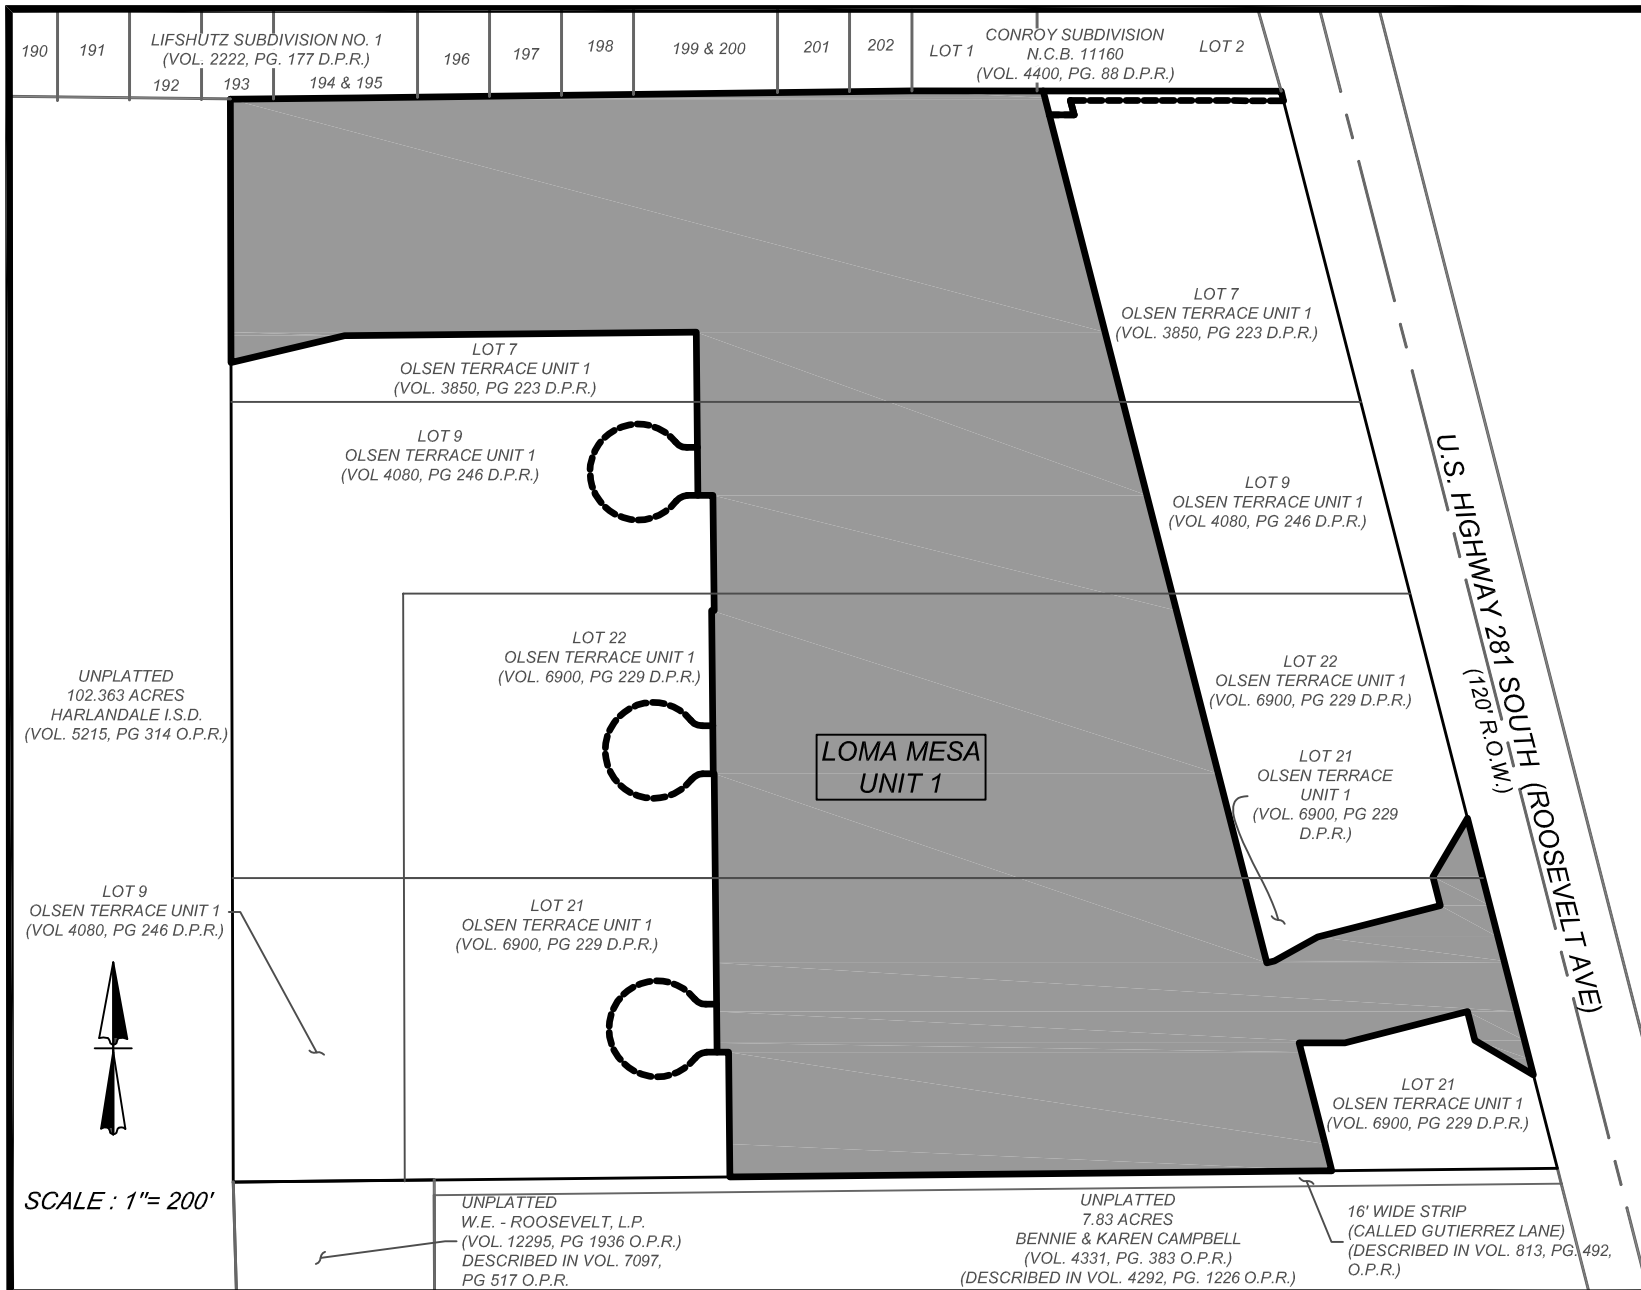 190
191
LIFSHUTZ SUBDIVISION NO. 1
(VOL. 2222, PG. 177 D.P.R.)
192
193
194 & 195
196
197
198
199 & 200
201
202
LOT 1
CONROY SUBDIVISION
N.C.B. 11160
(VOL. 4400, PG. 88 D.P.R.)
LOT 2
LOT 7
OLSEN TERRACE UNIT 1
(VOL. 3850, PG 223 D.P.R.)
LOT 7
OLSEN TERRACE UNIT 1
(VOL. 3850, PG 223 D.P.R.)
LOT 9
OLSEN TERRACE UNIT 1
(VOL 4080, PG 246 D.P.R.)
LOT 9
OLSEN TERRACE UNIT 1
(VOL 4080, PG 246 D.P.R.)
U.S. HIGHWAY 281 SOUTH (ROOSEVELT AVE)
(120' R.O.W.)
LOT 22
OLSEN TERRACE UNIT 1
(VOL. 6900, PG 229 D.P.R.)
LOT 22
OLSEN TERRACE UNIT 1
(VOL. 6900, PG 229 D.P.R.)
UNPLATTED
102.363 ACRES
HARLANDALE I.S.D.
(VOL. 5215, PG 314 O.P.R.)
LOMA MESA
UNIT 1
LOT 21
OLSEN TERRACE
UNIT 1
(VOL. 6900, PG 229
D.P.R.)
LOT 9
OLSEN TERRACE UNIT 1
(VOL 4080, PG 246 D.P.R.)
LOT 21
OLSEN TERRACE UNIT 1
(VOL. 6900, PG 229 D.P.R.)
LOT 21
OLSEN TERRACE UNIT 1
(VOL. 6900, PG 229 D.P.R.)
SCALE : 1"= 200'
UNPLATTED
W.E. - ROOSEVELT, L.P.
(VOL. 12295, PG 1936 O.P.R.)
DESCRIBED IN VOL. 7097,
PG 517 O.P.R.
UNPLATTED
7.83 ACRES
BENNIE & KAREN CAMPBELL
(VOL. 4331, PG. 383 O.P.R.)
(DESCRIBED IN VOL. 4292, PG. 1226 O.P.R.)
16' WIDE STRIP
(CALLED GUTIERREZ LANE)
(DESCRIBED IN VOL. 813, PG. 492,
O.P.R.)